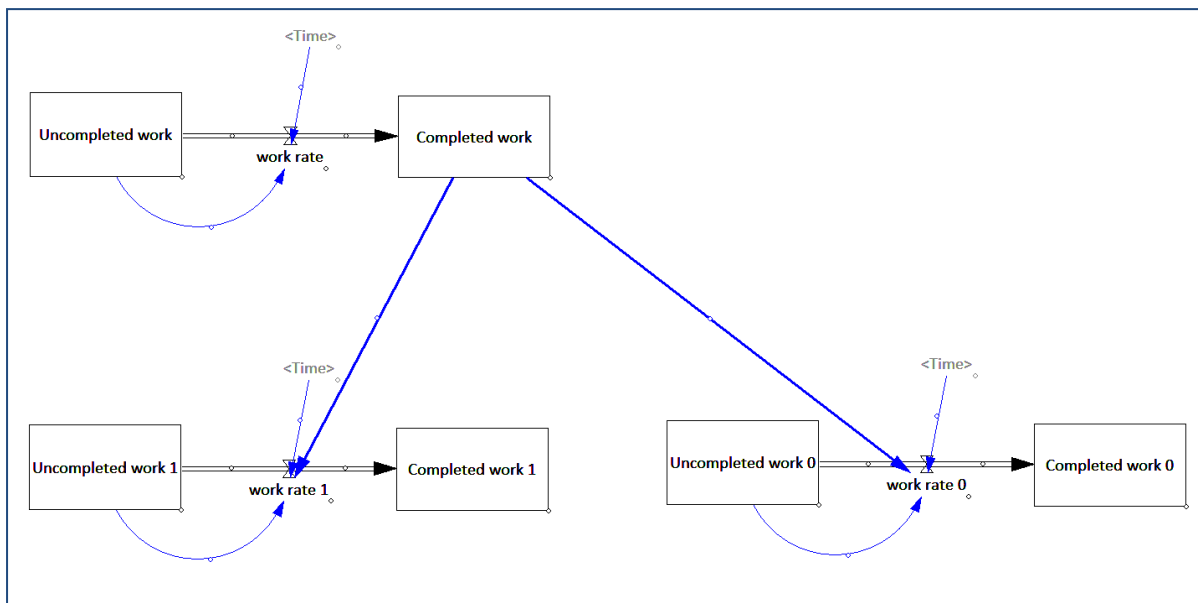 <Time>
Uncompleted work
Completed work
work rate
<Time>
<Time>
Uncompleted work 1
Completed work 1
work rate 1
Uncompleted work 0
Completed work 0
work rate 0